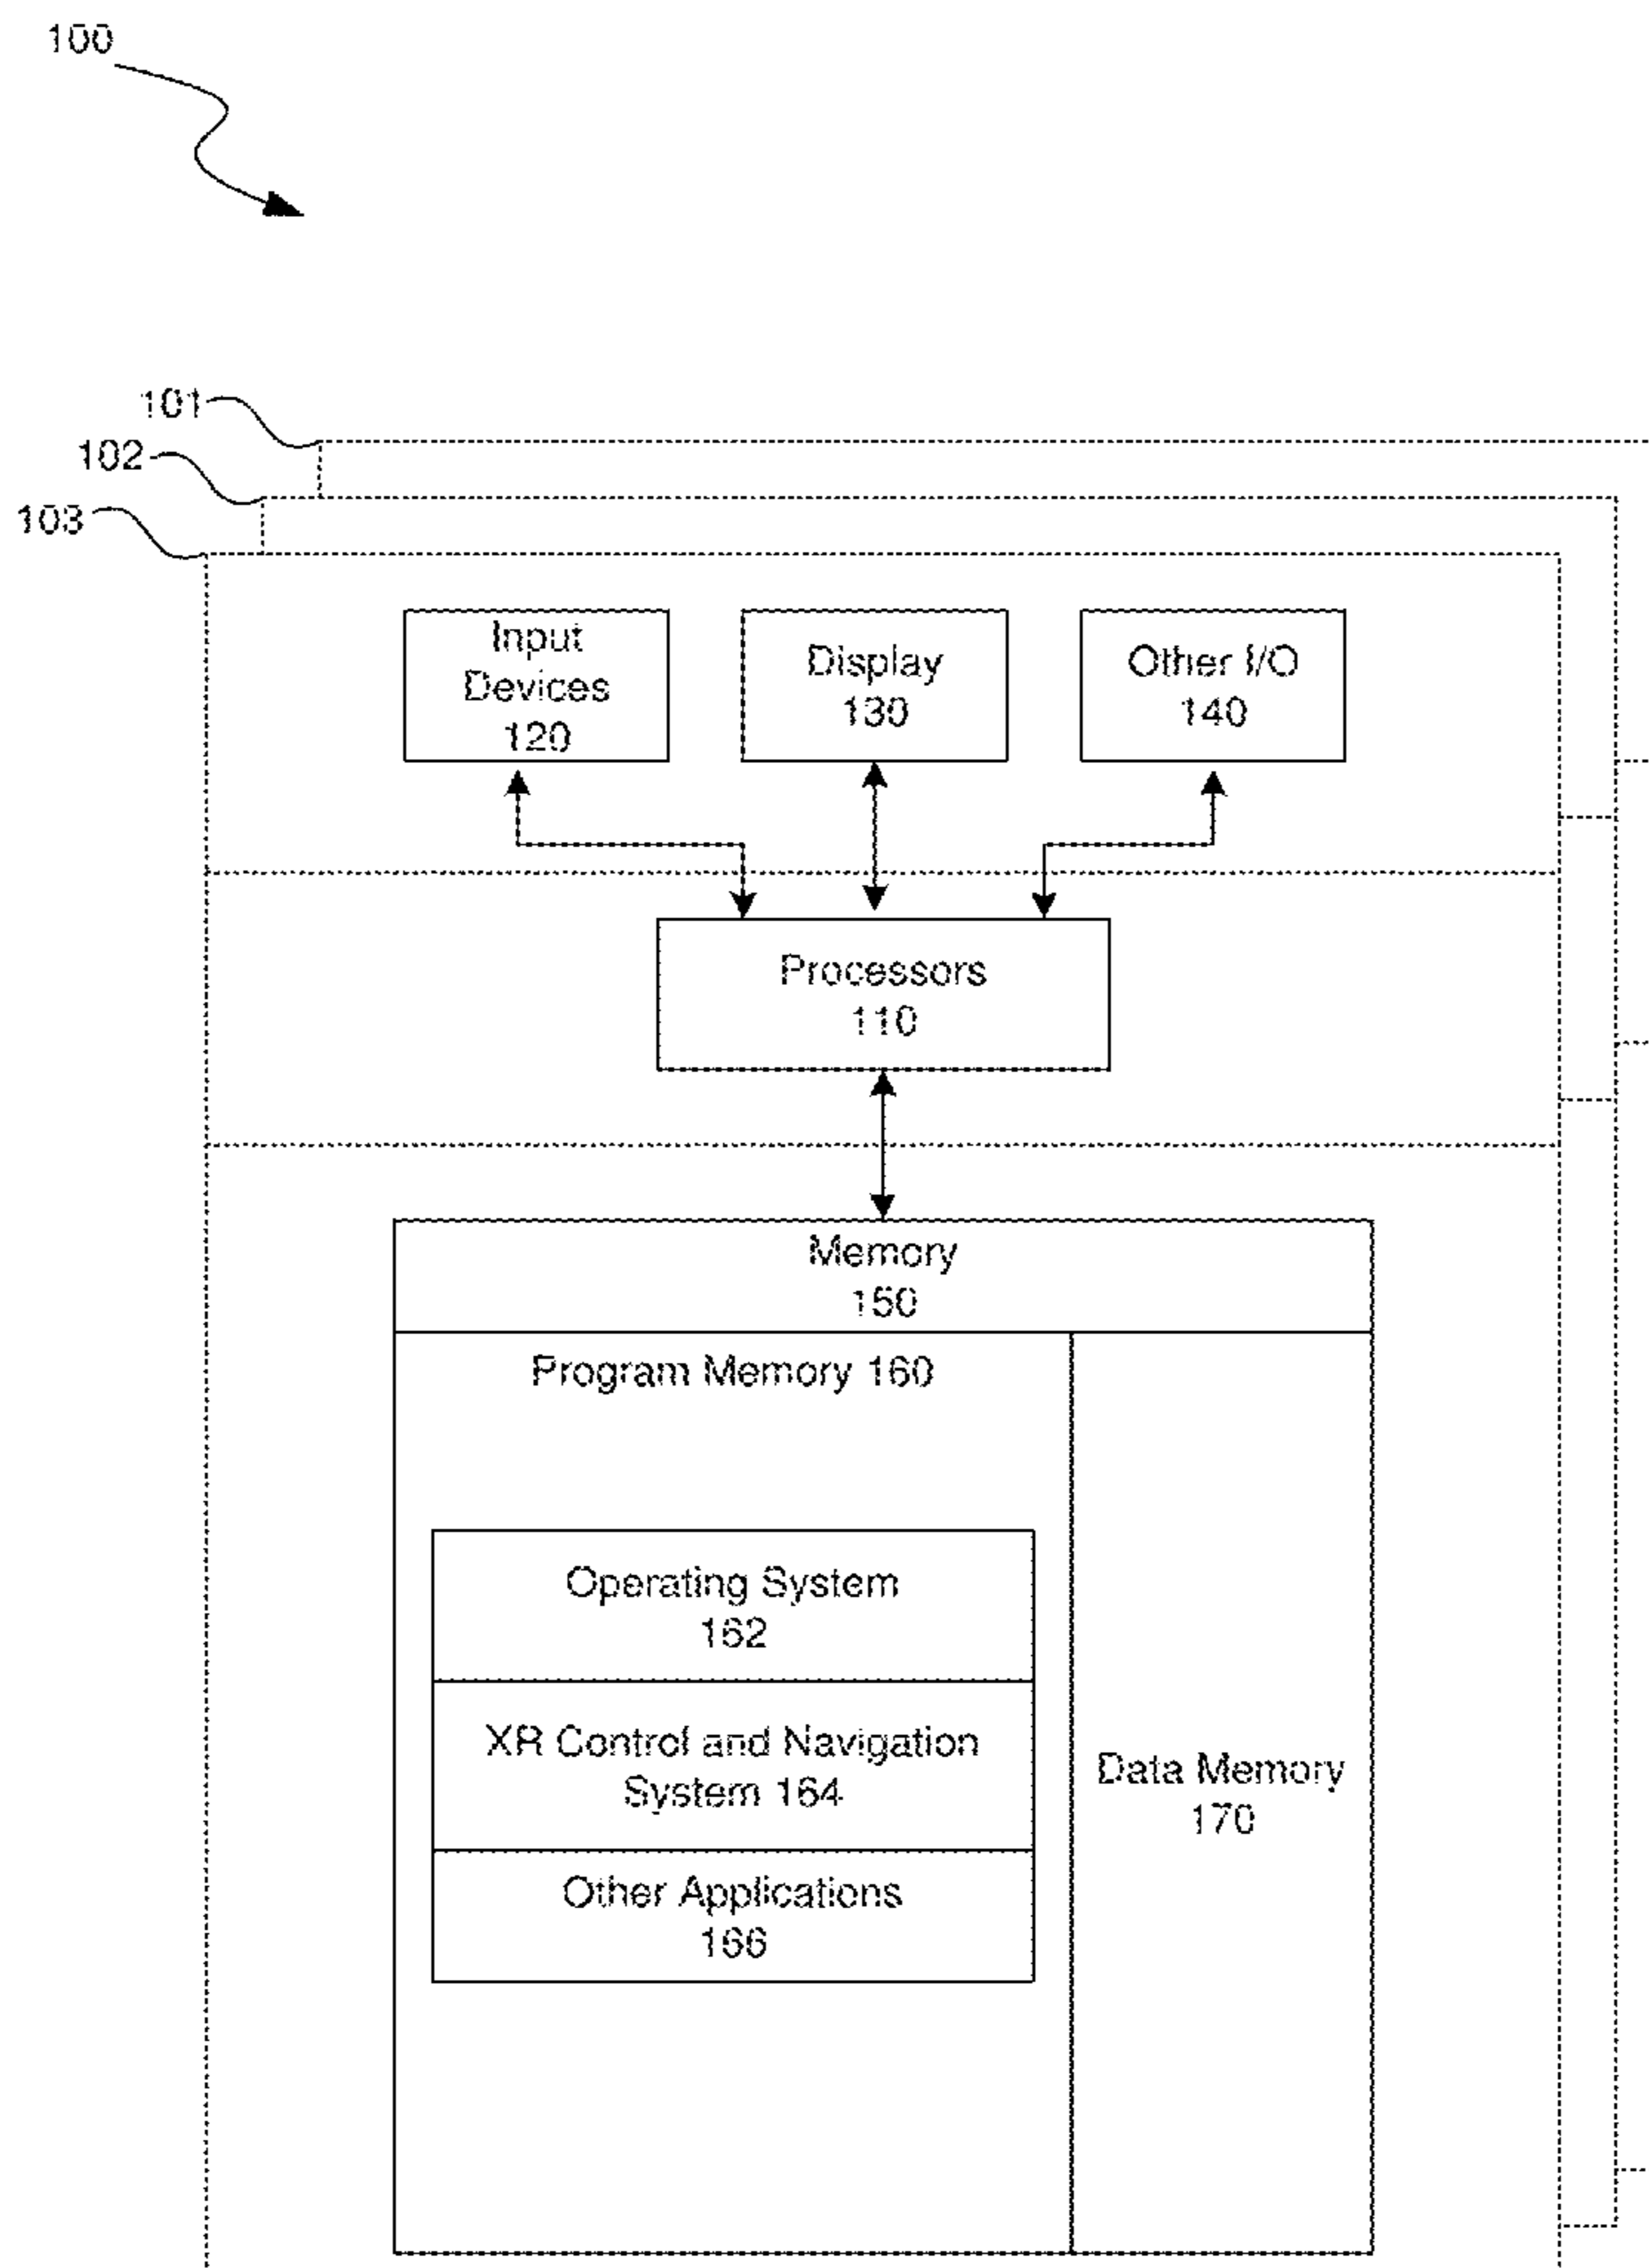 100
101
102
103
Input
Devices
120
Display
130
Other I/O
140
Processors
110
Memory
150
Program Memory 160
Operating System
162
XR Control and Navigation
System 164
Other Applications
166
Data Memory
170